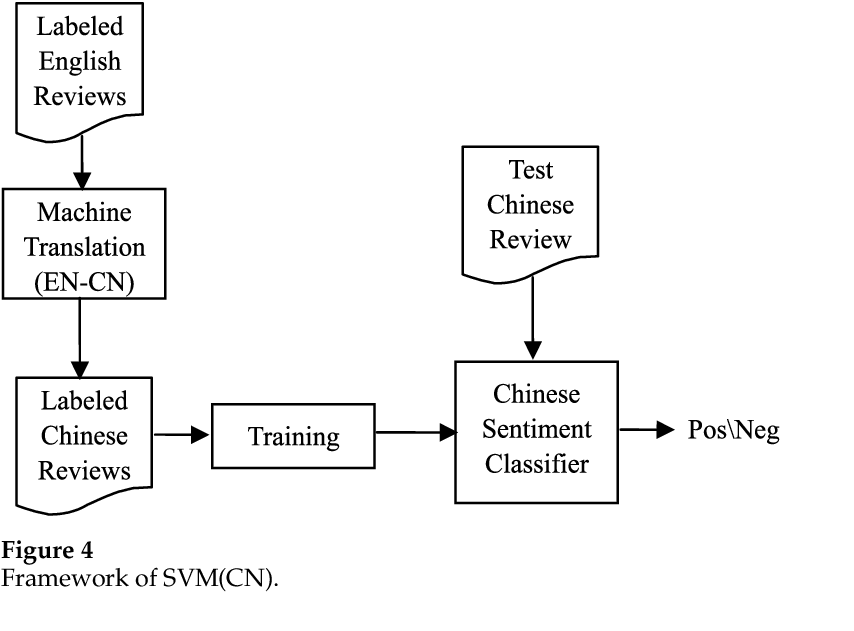 Labeled
English
Reviews
Machine
Translation
(EN-CN)
Labeled
Chinese
Reviews
Training
Test
Chinese
Review
Chinese
Sentiment
Classifier
Pos\Neg
Figure 4
Framework of SVM(CN).